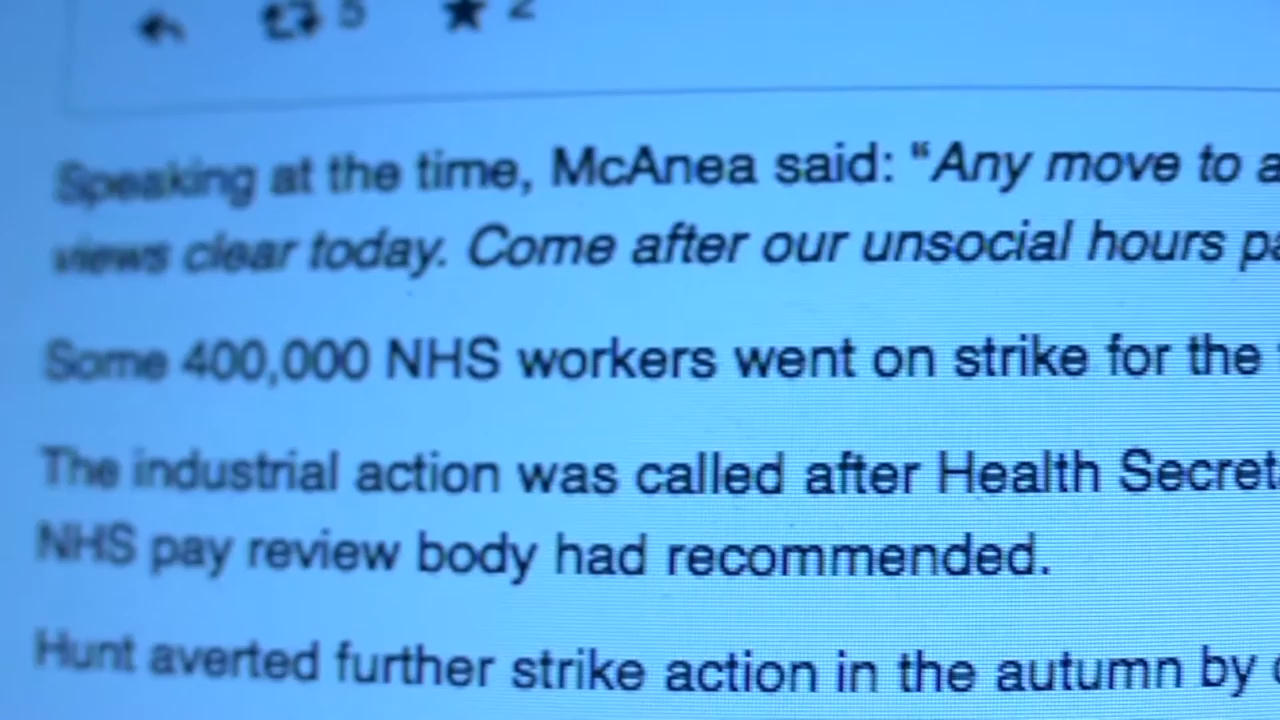 5 2
Speaking at the time, McAnea said: "Any move to a
views clear today. Come after our unsocial hours pa
Some 400,000 NHS workers went on strike for the
The industrial action was called after Health Secret
NHS pay review body had recommended.
Hunt averted further strike action in the autumn by